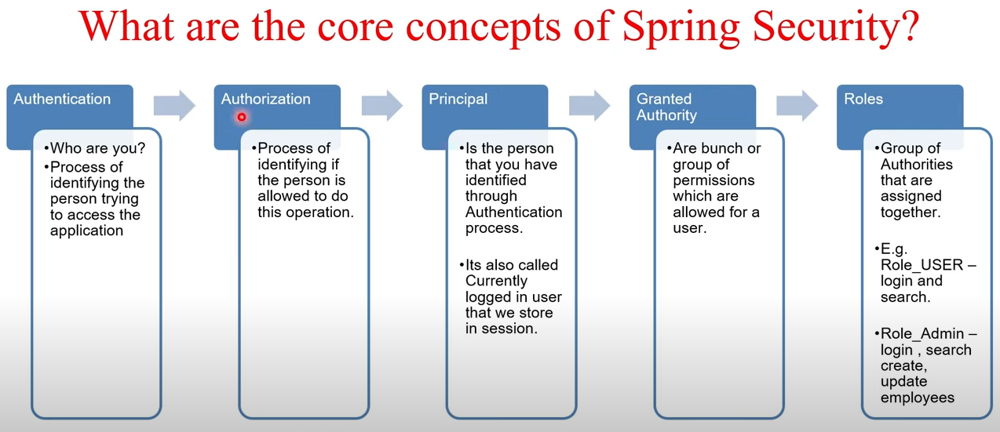 What are the core concepts of Spring Security?
Authentication
•Who are you?
•Process of
identifying the
person trying
to access the
application
Authorization
•Process of
identifying if
the person is
allowed to do
this operation.
Principal
•Is the person
that you have
identified
through
Authentication
process.
•Its also called
Currently
logged in user
that we store
in session.
Granted
Authority
•Are bunch or
group of
permissions
which are
allowed for a
user.
Roles
•Group of
Authorities
that are
assigned
together.
•E.g.
Role_USER –
login and
search.
•Role_Admin –
login , search
create,
update
employees